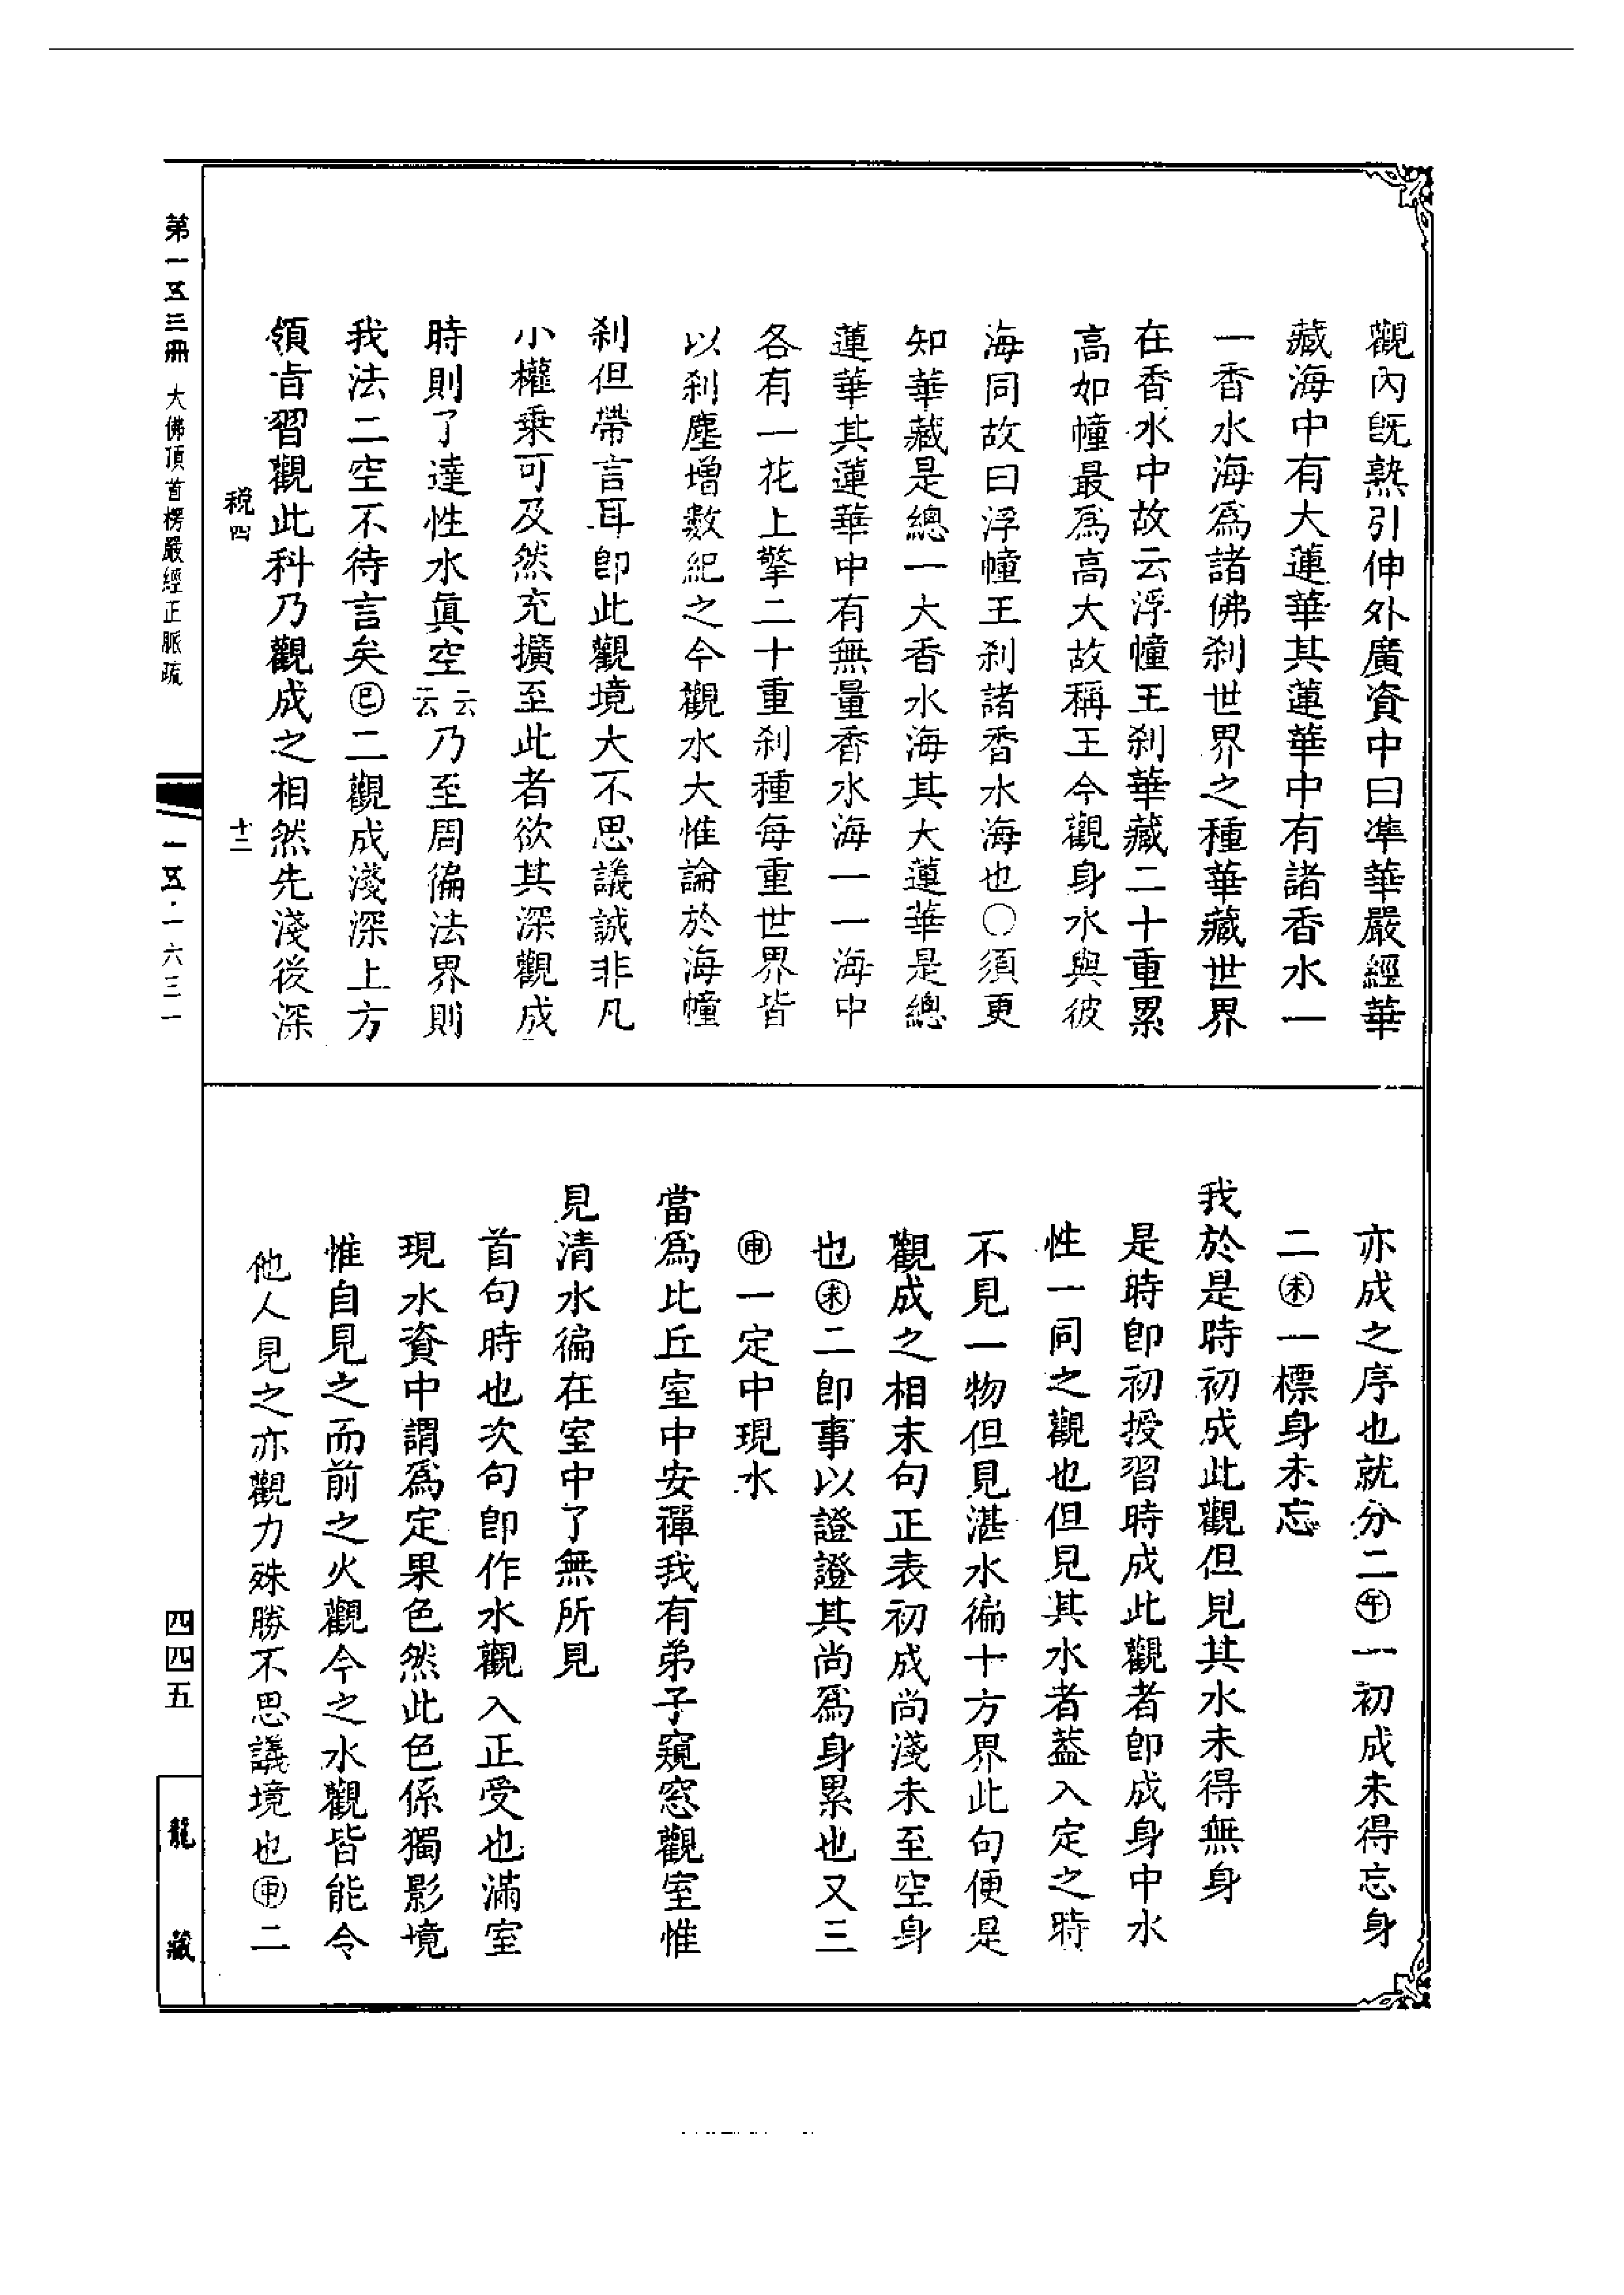 觀內旣熟引伸外廣資中曰準華嚴經華
藏海中有大蓮華其蓮華中有諸香水一
一香水海爲諸佛刹世界之種華藏世界
在香水中故云浮幢王刹華藏二十重累
高如幢最爲高大故稱王今觀身水與彼
海同故曰浮幢王刹諸香水海也〇須更
知華藏是總一大香水海其大蓮華是總
蓮華其蓮華中有無量香水海一一海中
各有一花上擎二十重刹種每重世界皆
以刹塵增數紀之今觀水大惟論於海幢
刹但帶言耳卽此觀境大不思議誠非凡
小權乘可及然充擴至此者欲其深觀成
時則了達性水眞空云云乃至周徧法界則
我法二空不待言矣㊁二觀成淺深上方
領旨習觀此科乃觀成之相然先淺後深
稅四
十二
亦成之序也就分二㊍一初成未得忘身
二㊍一標身未忘
我於是時初成此觀但見其水未得無身
是時卽初授習時成此觀者卽成身中水
性一同之觀也但見其水者蓋入定之時
不見一物但見湛水徧十方界此句便是
觀成之相末句正表初成尚淺未至空身
也㊍二卽事以證證其尚爲身累也又三
㊥一定中現水
當爲比丘室中安禪我有弟子窺窓觀室惟
見清水徧在室中了無所見
首句時也次句卽作水觀入正受也滿室
現水資中謂爲定果色然此色係獨影境
惟自見之而前之火觀今之水觀皆能令
他人見之亦觀力殊勝不思議境也㊥二
第一五三冊 大佛頂首楞嚴經正脈疏
一五·一六三一
四四五
龍藏